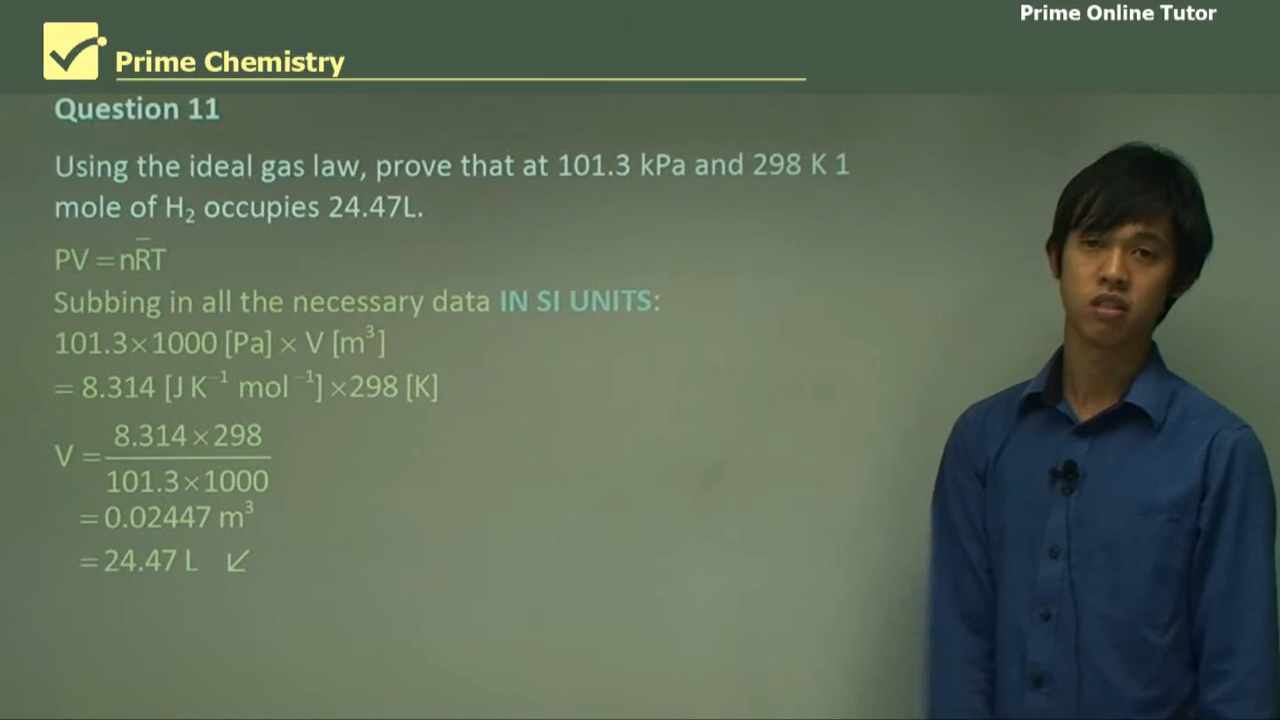 Prime Online Tutor
Prime Chemistry
Question 11
Using the ideal gas law, prove that at 101.3 kPa and 298 K 1
mole of H₂ occupies 24.47L.
PV = nR̅T
Subbing in all the necessary data IN SI UNITS:
101.3×1000 [Pa] × V [m³]
= 8.314 [J K⁻¹ mol ⁻¹] ×298 [K]
V = 8.314×298 / 101.3×1000
= 0.02447 m³
= 24.47 L ↙